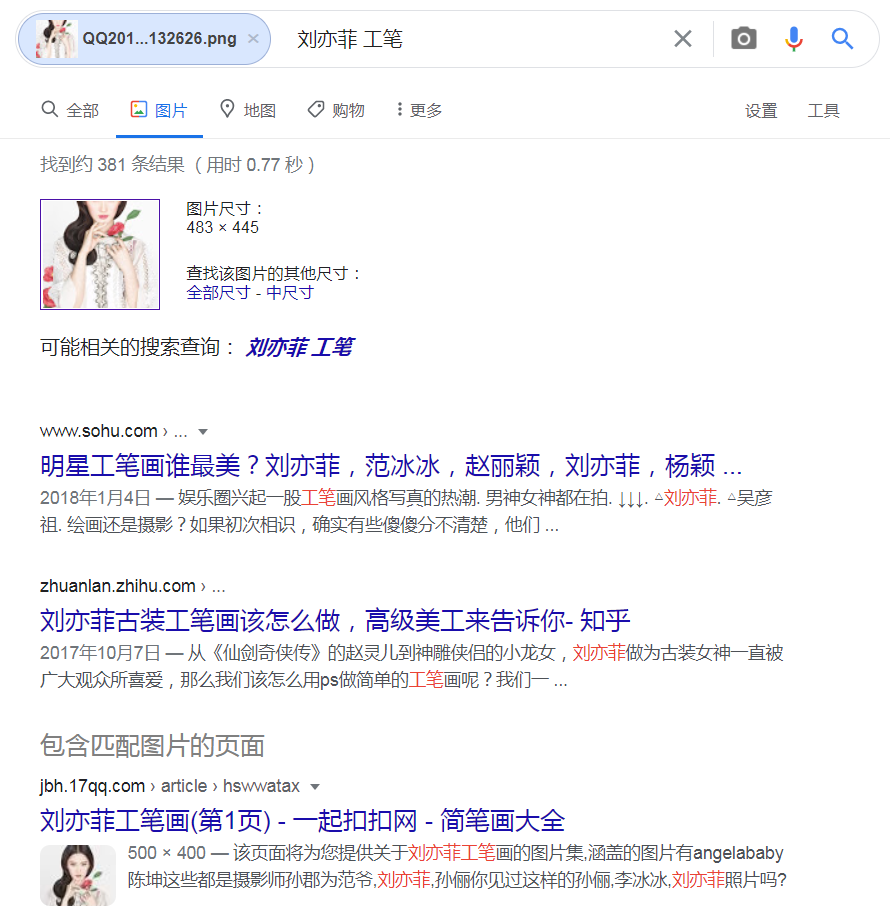 QQ201...132626.png × 刘亦菲 工笔
全部 图片 地图 购物 更多 设置 工具
找到约 381 条结果 （用时 0.77 秒）
图片尺寸：
483 × 445
查找该图片的其他尺寸：
全部尺寸 - 中尺寸
可能相关的搜索查询： 刘亦菲 工笔
www.sohu.com › ...
明星工笔画谁最美？刘亦菲，范冰冰，赵丽颖，刘亦菲，杨颖 ...
2018年1月4日 — 娱乐圈兴起一股工笔画风格写真的热潮. 男神女神都在拍. ↓↓↓. △刘亦菲. △吴彦
祖. 绘画还是摄影？如果初次相识，确实有些傻傻分不清楚，他们 ...
zhuanlan.zhihu.com › ...
刘亦菲古装工笔画该怎么做，高级美工来告诉你- 知乎
2017年10月7日 — 从《仙剑奇侠传》的赵灵儿到神雕侠侣的小龙女，刘亦菲做为古装女神一直被
广大观众所喜爱，那么我们该怎么用ps做简单的工笔画呢？我们一 ...
包含匹配图片的页面
jbh.17qq.com › article › hswwatax
刘亦菲工笔画(第1页) - 一起扣扣网 - 简笔画大全
500 × 400 — 该页面将为您提供关于刘亦菲工笔画的图片集,涵盖的图片有angelababy
陈坤这些都是摄影师孙郡为范爷,刘亦菲,孙俪你见过这样的孙俪,李冰冰,刘亦菲照片吗?